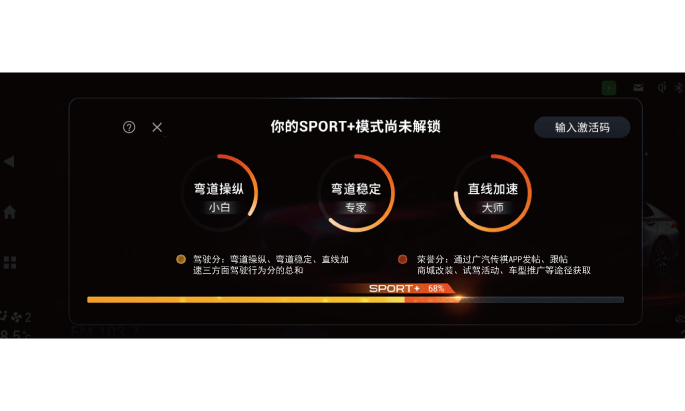 你的SPORT+模式尚未解锁
输入激活码
弯道操纵
小白
弯道稳定
专家
直线加速
大师
驾驶分：弯道操纵、弯道稳定、直线加
速三方面驾驶行为分的总和
荣誉分：通过广汽传祺APP发帖、跟帖
商城改装、试驾活动、车型推广等途径获取
SPORT+ 68%
2
8.5